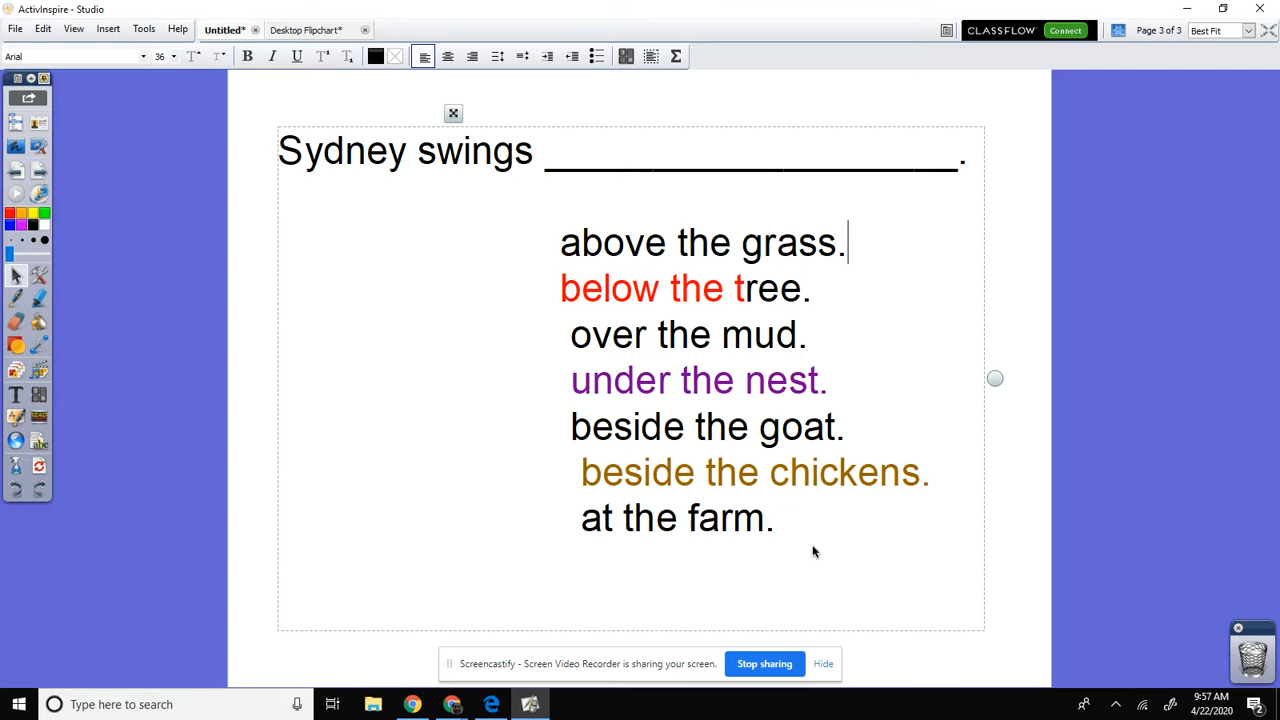 ActivInspire - Studio
File Edit View Insert Tools Help Untitled* Desktop Flipchart* CLASSFLOW Connect Page 3 of 3 Best Fit
Arial 36 B I U
Sydney swings ___________________.
above the grass.
below the tree.
over the mud.
under the nest.
beside the goat.
beside the chickens.
at the farm.
Screencastify - Screen Video Recorder is sharing your screen. Stop sharing Hide
Type here to search
9:57 AM
4/22/2020
2